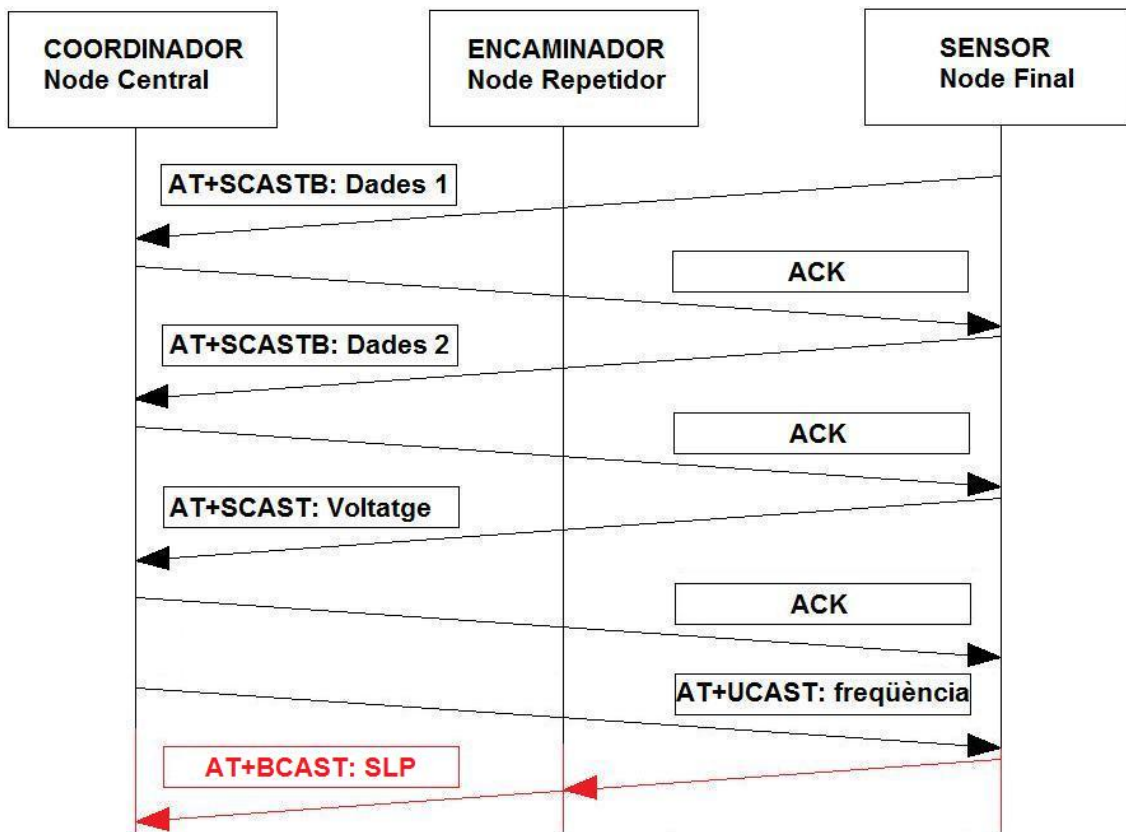 COORDINADOR
Node Central
ENCAMINADOR
Node Repetidor
SENSOR
Node Final
AT+SCASTB: Dades 1
ACK
AT+SCASTB: Dades 2
ACK
AT+SCAST: Voltatge
ACK
AT+UCAST: freqüència
AT+BCAST: SLP